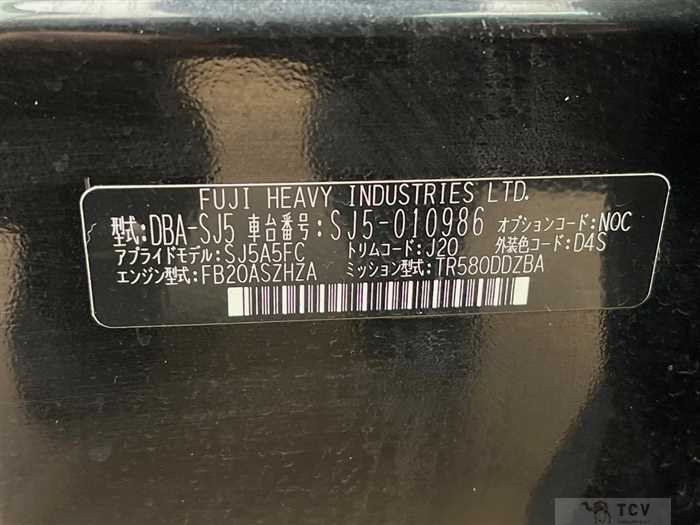 FUJI HEAVY INDUSTRIES LTD.
型式:DBA-SJ5 車台番号:SJ5-010986 オプションコード:NOC
アプライドモデル:SJ5A5FC トリムコード:J20 外装色コード:D4S
エンジン型式:FB20ASZHZA ミッション型式:TR580DDZBA
TCV